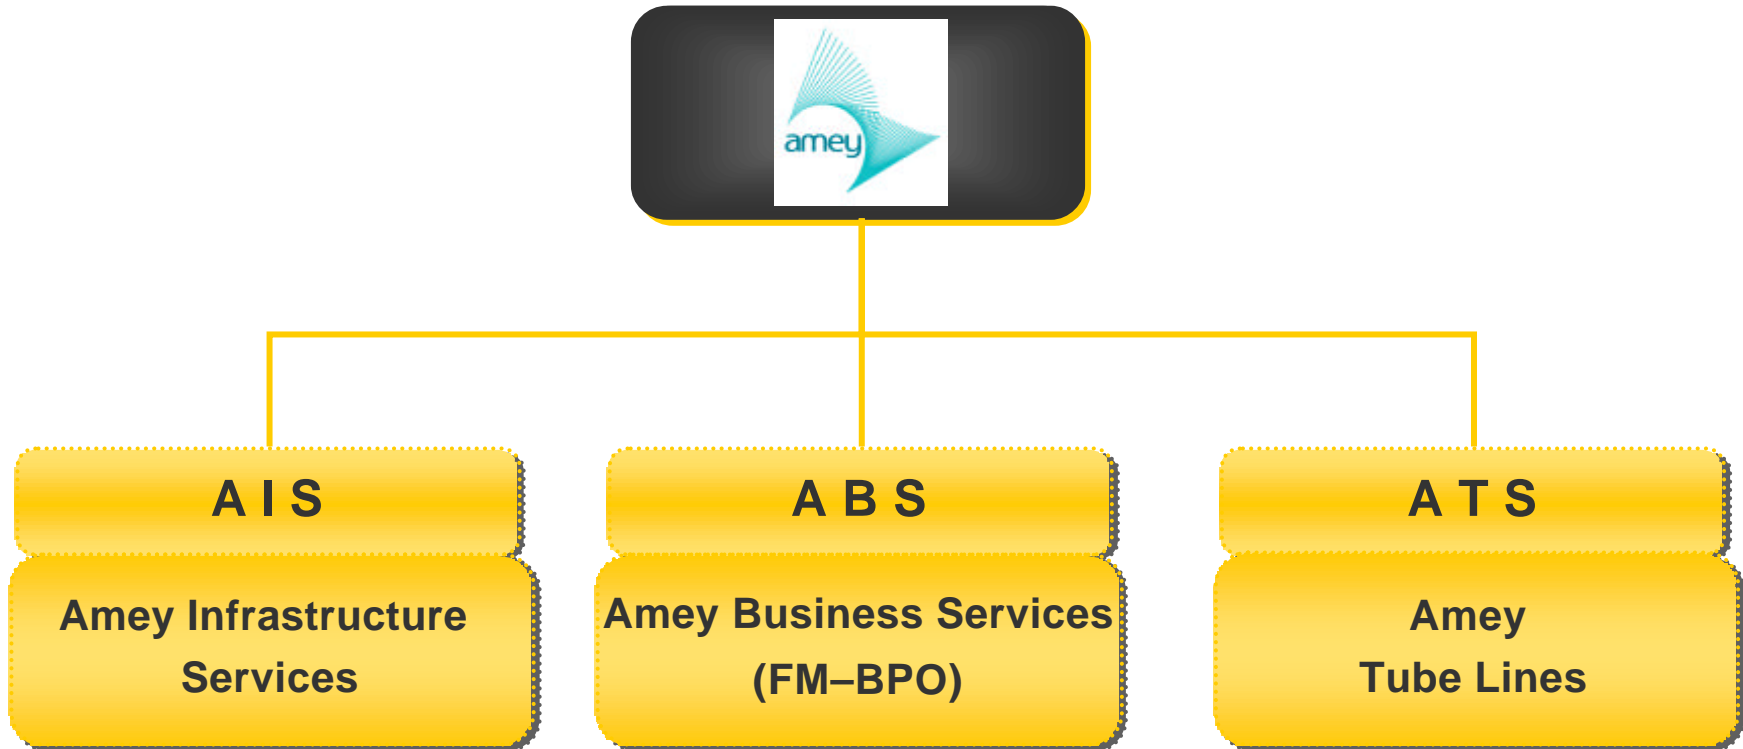 amey
A I S
A B S
A T S
Amey Infrastructure
Services
Amey Business Services
(FM–BPO)
Amey
Tube Lines